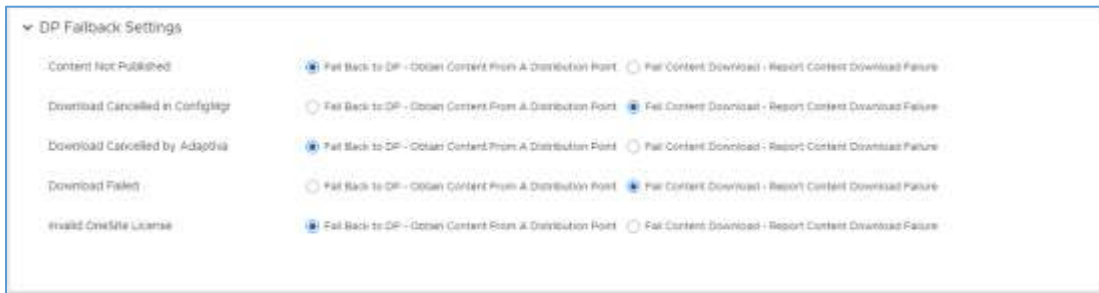 DP Failback Settings
Content Not Published Fail Back to DP - Obtain Content From A Distribution Point Fail Content Download - Report Content Download Failure
Download Cancelled in ConfigMgr Fail Back to DP - Obtain Content From A Distribution Point Fail Content Download - Report Content Download Failure
Download Cancelled by Adaptiva Fail Back to DP - Obtain Content From A Distribution Point Fail Content Download - Report Content Download Failure
Download Failed Fail Back to DP - Obtain Content From A Distribution Point Fail Content Download - Report Content Download Failure
Invalid OneSite License Fail Back to DP - Obtain Content From A Distribution Point Fail Content Download - Report Content Download Failure